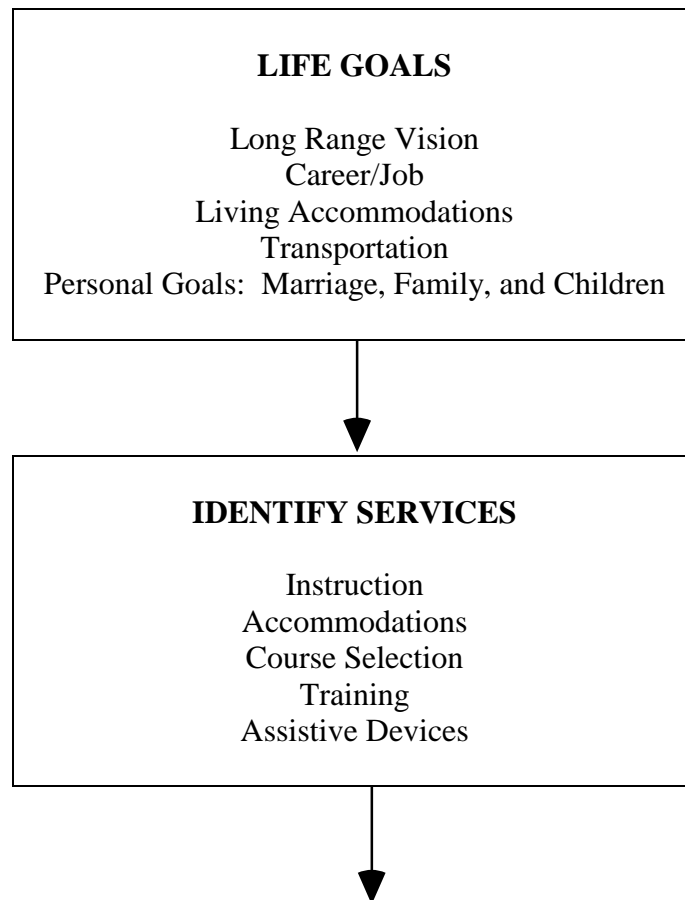 LIFE GOALS
Long Range Vision
Career/Job
Living Accommodations
Transportation
Personal Goals:  Marriage, Family, and Children
IDENTIFY SERVICES
Instruction
Accommodations
Course Selection
Training
Assistive Devices